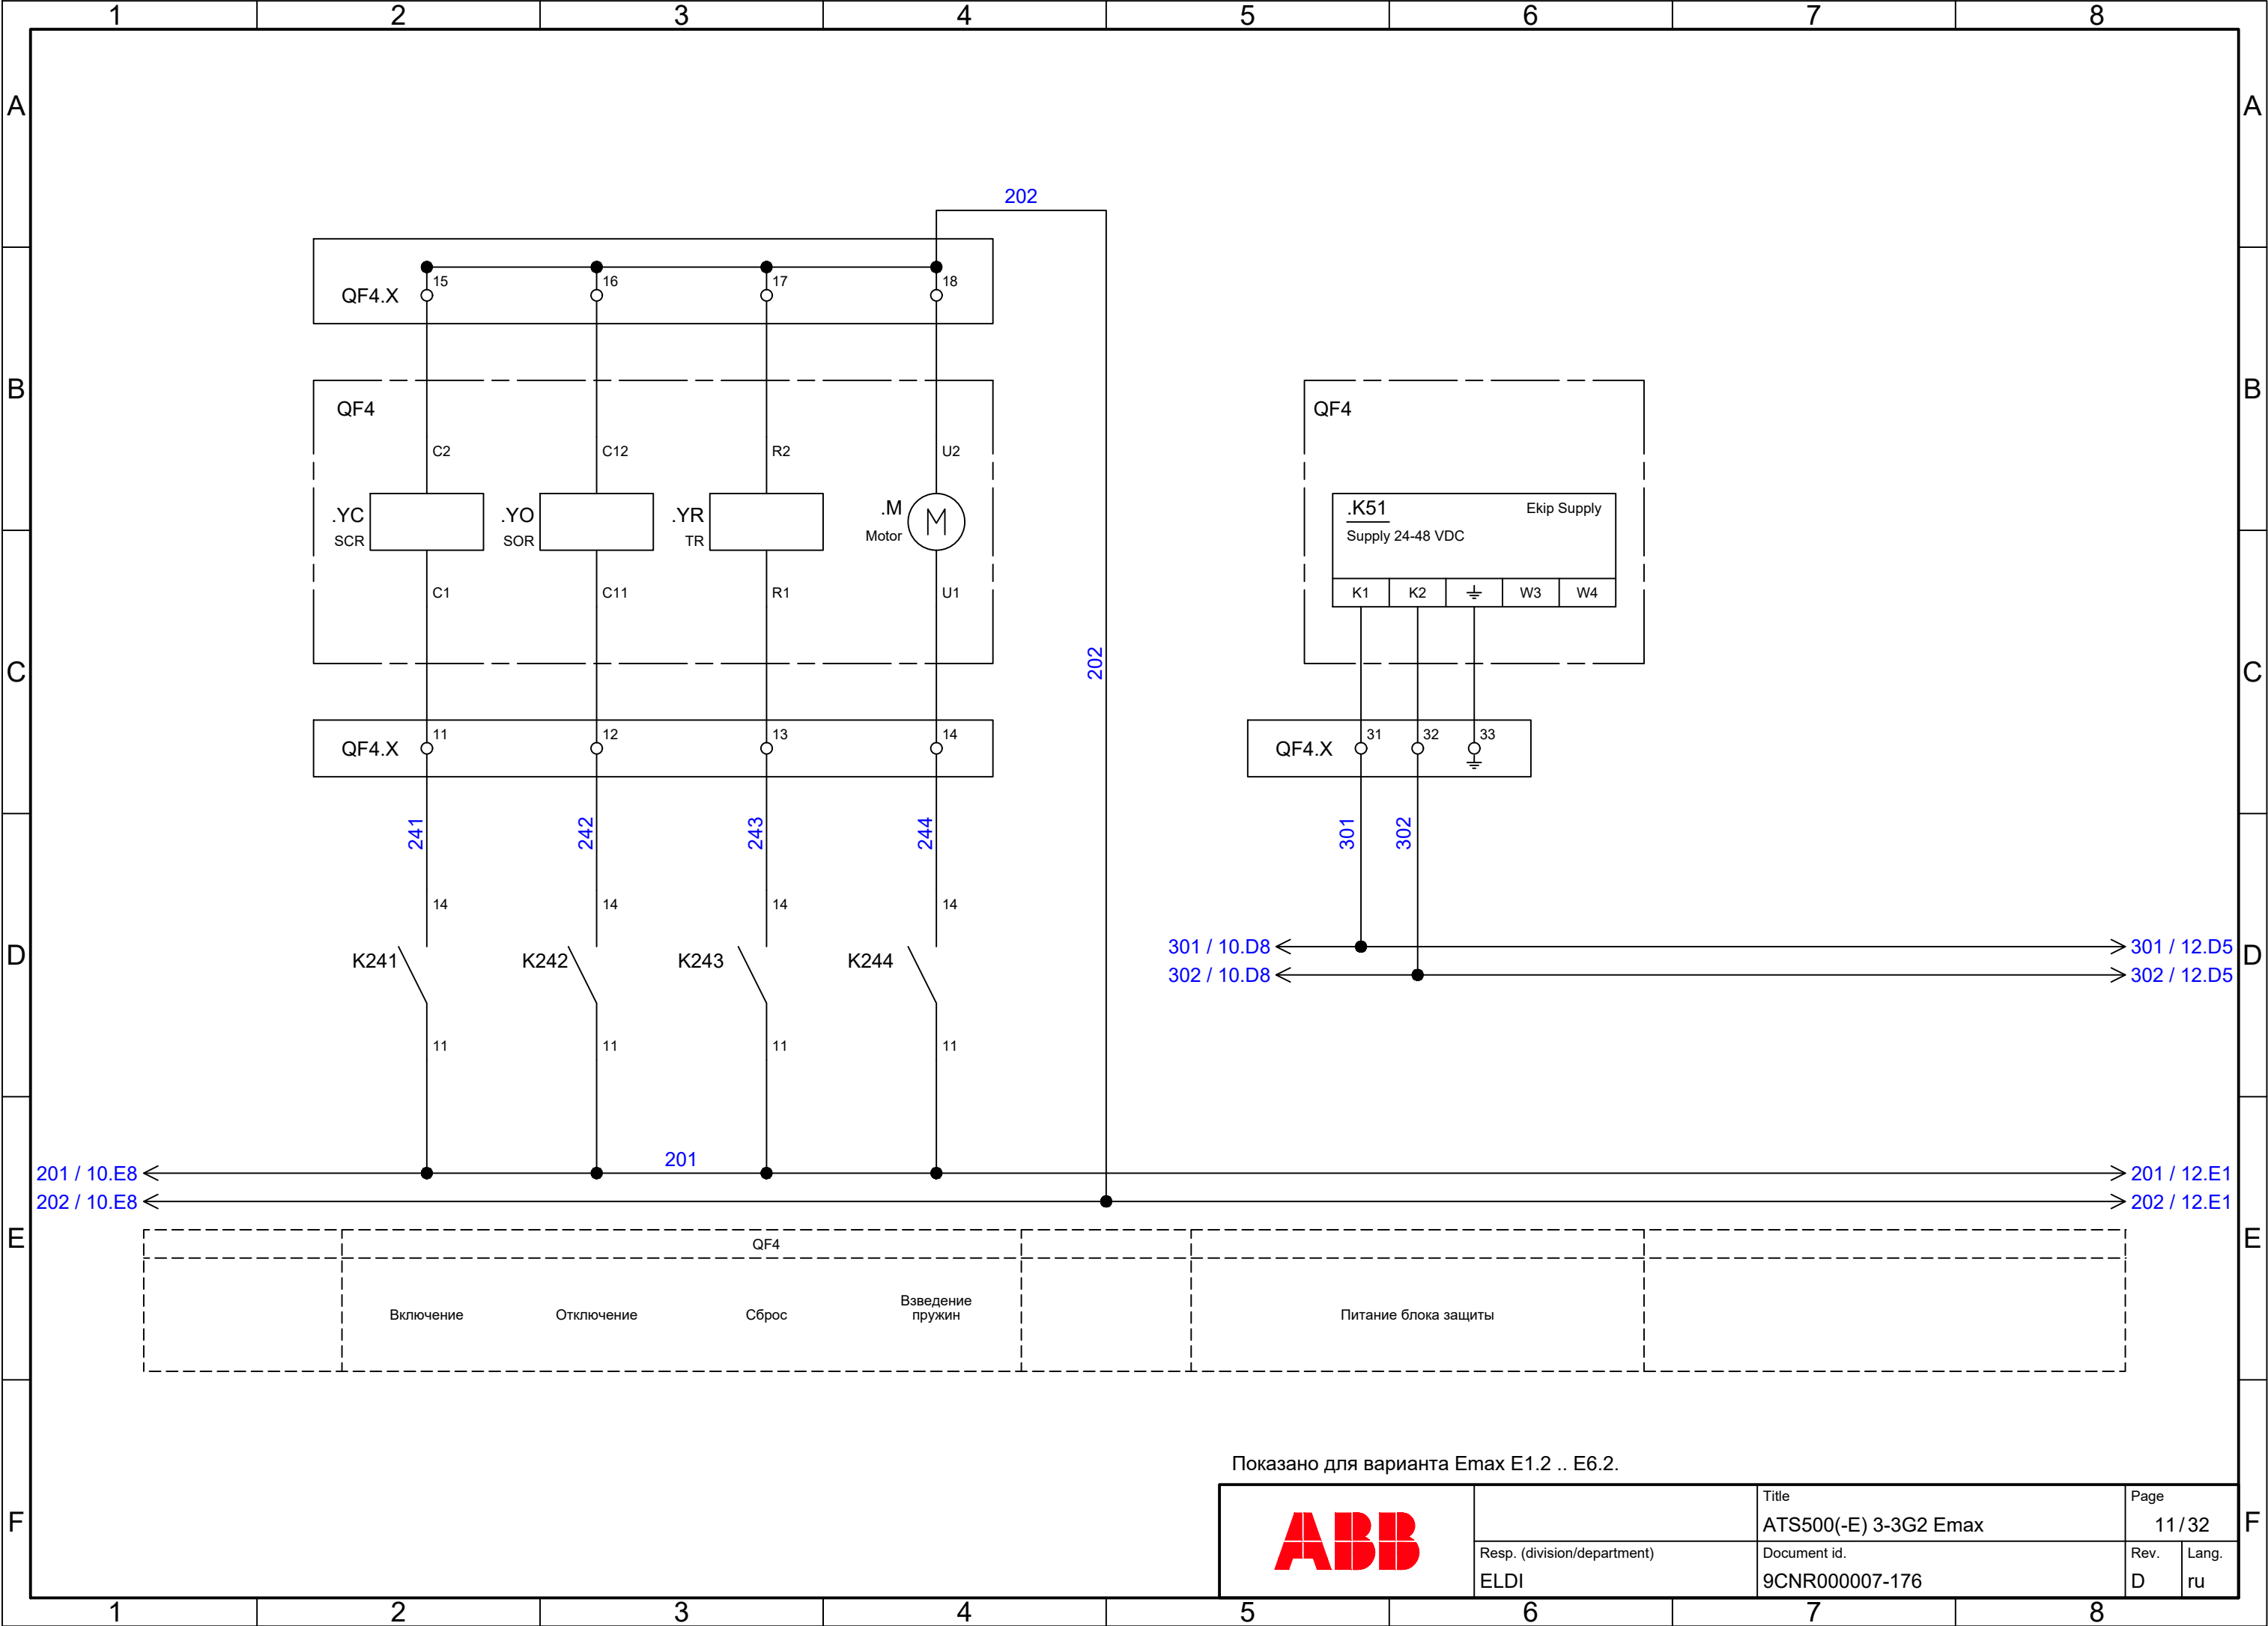 1 2 3 4 5 6 7 8
A A
202
15 16 17 18
QF4.X
B B
QF4 QF4
C2 C12 R2 U2
.YC .YO .YR .M M
SCR SOR TR Motor
.K51 Ekip Supply
Supply 24-48 VDC
C1 C11 R1 U1
K1 K2 W3 W4
202
C C
11 12 13 14
QF4.X
31 32 33
QF4.X
241 242 243 244
301 302
14 14 14 14
K241 K242 K243 K244
301 / 10.D8 301 / 12.D5
D D
302 / 10.D8 302 / 12.D5
11 11 11 11
201
201 / 10.E8 201 / 12.E1
202 / 10.E8 202 / 12.E1
E E
QF4
Включение Отключение Сброс Взведение
пружин
Питание блока защиты
Показано для варианта Emax E1.2 .. E6.2.
F F
ABB
Title
ATS500(-E) 3-3G2 Emax
Page
11 / 32
Resp. (division/department)
ELDI
Document id.
9CNR000007-176
Rev.
D
Lang.
ru
1 2 3 4 5 6 7 8